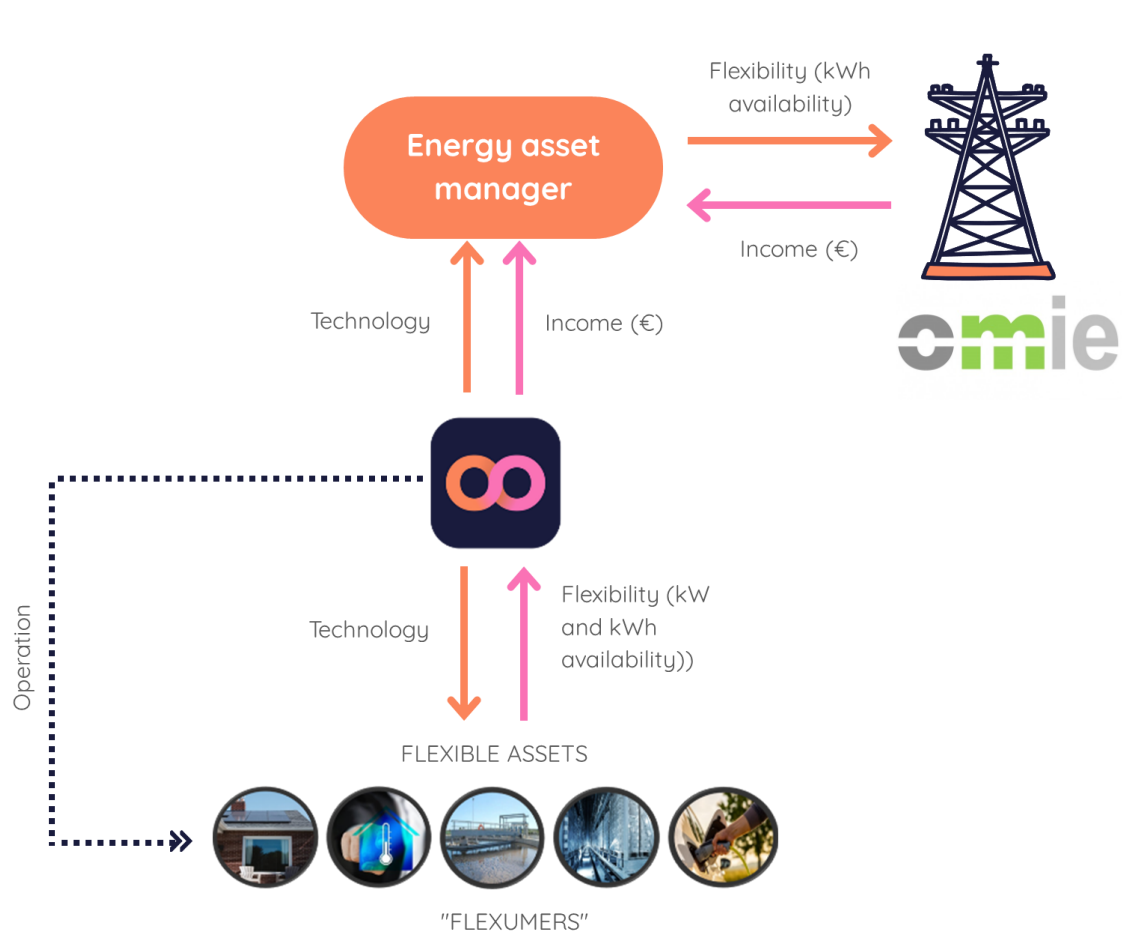 Flexibility (kWh
availability)
Energy asset
manager
Income (€)
omie
Technology
Income (€)
Flexibility (kW
and kWh
availability))
Technology
Operation
FLEXIBLE ASSETS
"FLEXUMERS"